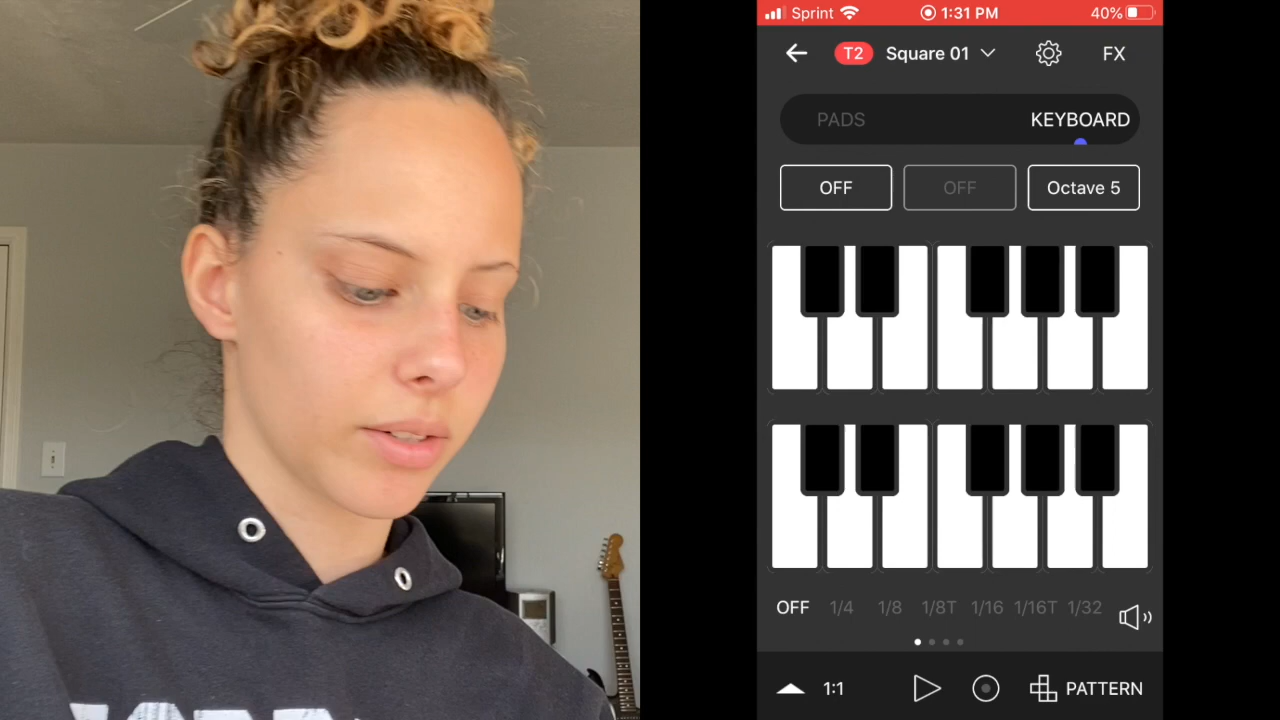 Sprint 1:31 PM 40%
T2 Square 01 FX
PADS KEYBOARD
OFF OFF Octave 5
OFF 1/4 1/8 1/8T 1/16 1/16T 1/32
1:1 PATTERN